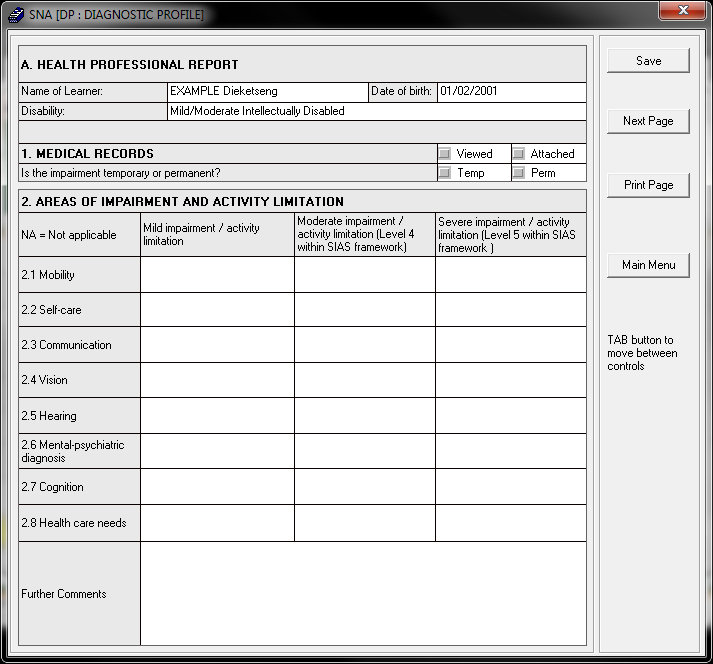 SNA [DP : DIAGNOSTIC PROFILE]
A. HEALTH PROFESSIONAL REPORT
Name of Learner: EXAMPLE Dieketseng Date of birth: 01/02/2001
Disability: Mild/Moderate Intellectually Disabled
1. MEDICAL RECORDS Viewed Attached
Is the impairment temporary or permanent? Temp Perm
2. AREAS OF IMPAIRMENT AND ACTIVITY LIMITATION
NA = Not applicable
Mild impairment / activity
limitation
Moderate impairment /
activity limitation (Level 4
within SIAS framework)
Severe impairment / activity
limitation (Level 5 within SIAS
framework )
2.1 Mobility
2.2 Self-care
2.3 Communication
2.4 Vision
2.5 Hearing
2.6 Mental-psychiatric
diagnosis
2.7 Cognition
2.8 Health care needs
Further Comments
Save
Next Page
Print Page
Main Menu
TAB button to
move between
controls